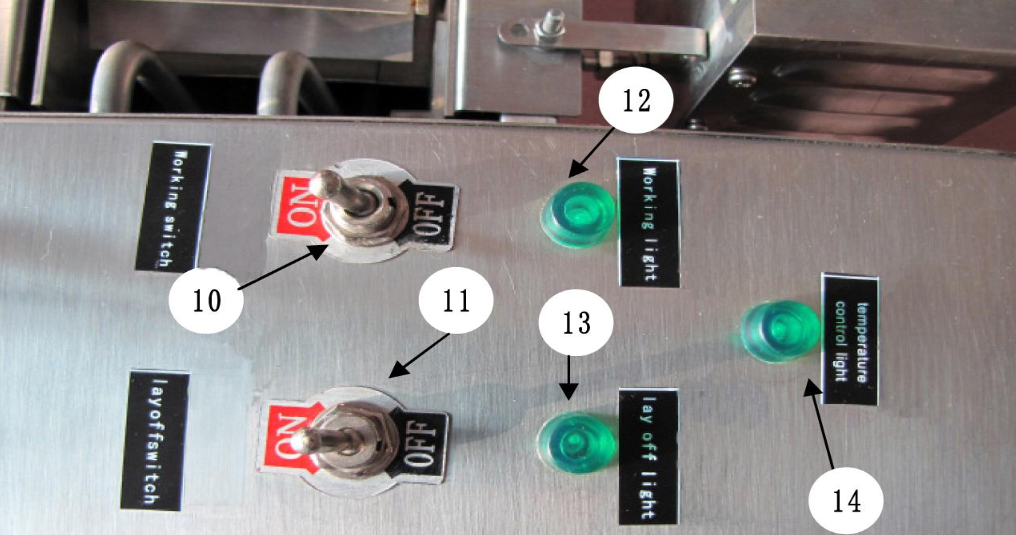 12
Working switch
ON
OFF
Working light
10
11
13
temperature
control light
layoffswitch
ON
OFF
lay off light
14